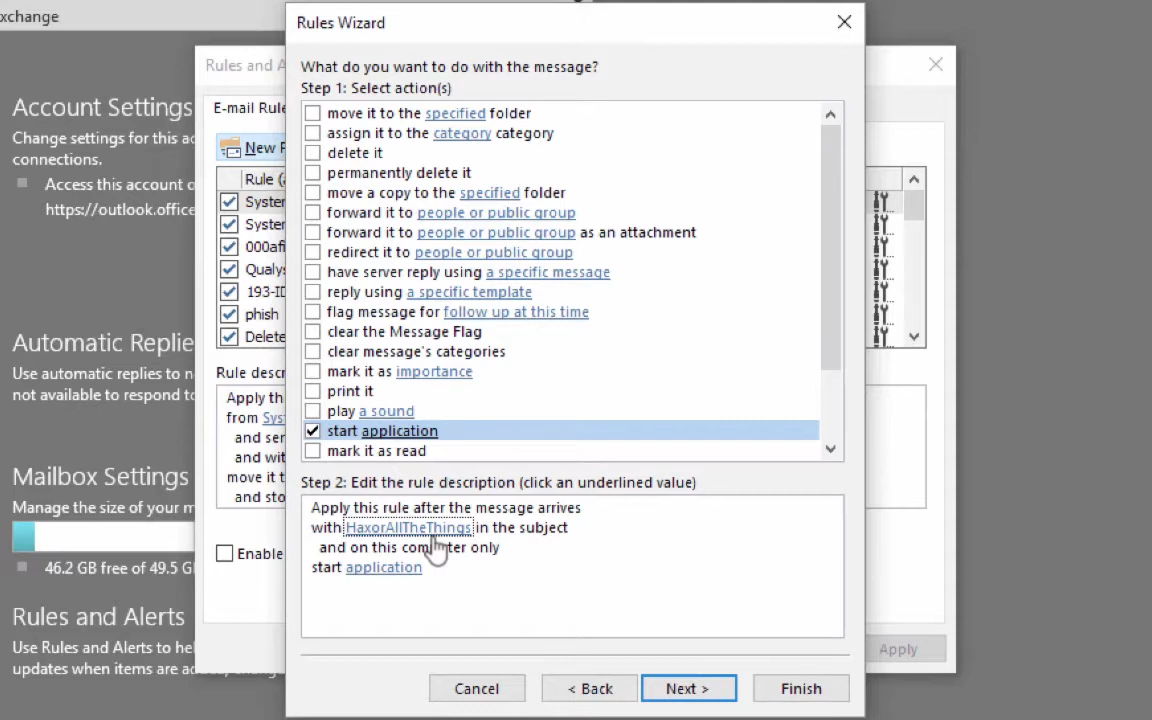 xchange
Rules Wizard
Rules and A
Account Settings
Change settings for this ac
connections.
Access this account o
https://outlook.office
Automatic Replie
Use automatic replies to n
not available to respond to
Mailbox Settings
Manage the size of your m
46.2 GB free of 49.5 G
Rules and Alerts
Use Rules and Alerts to hel
updates when items are
E-mail Rule
New R
Rule (a
System
System
000afi
Qualys
193-ID
phish
Delete
Rule descr
Apply th
from Sys
and sen
and wit
move it t
and sto
Enable
What do you want to do with the message?
Step 1: Select action(s)
move it to the specified folder
assign it to the category category
delete it
permanently delete it
move a copy to the specified folder
forward it to people or public group
forward it to people or public group as an attachment
redirect it to people or public group
have server reply using a specific message
reply using a specific template
flag message for follow up at this time
clear the Message Flag
clear message's categories
mark it as importance
print it
play a sound
start application
mark it as read
Step 2: Edit the rule description (click an underlined value)
Apply this rule after the message arrives
with HaxorAllTheThings in the subject
and on this computer only
start application
Cancel
< Back
Next >
Finish
Apply